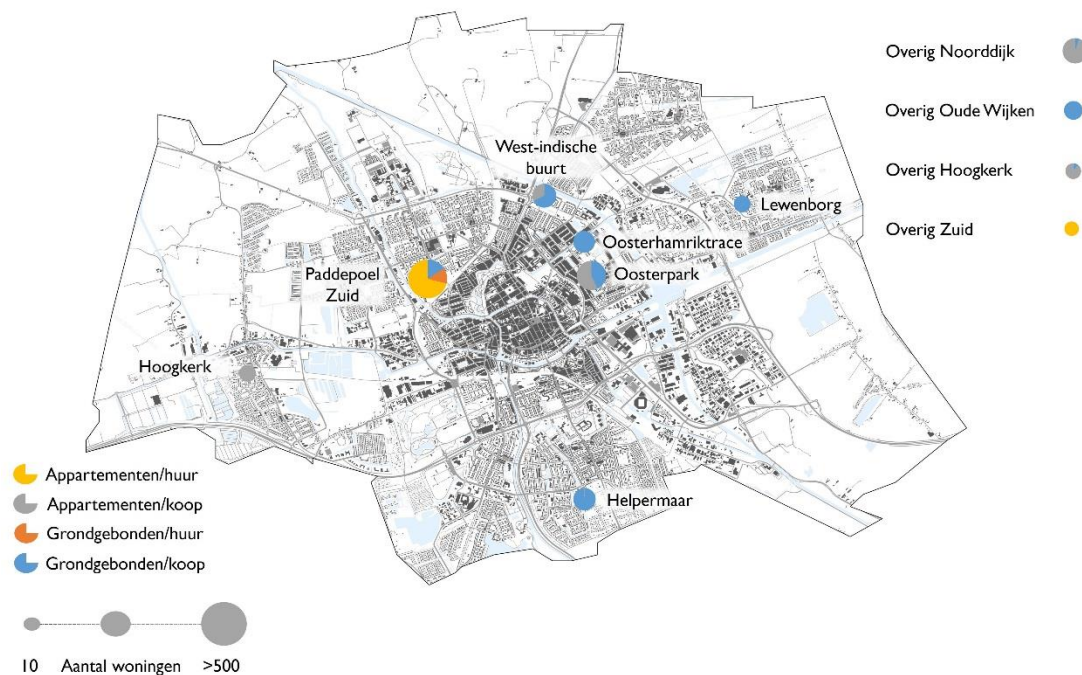 Overig Noorddijk
Overig Oude Wijken
West-indische
buurt
Overig Hoogkerk
Lewenborg
Overig Zuid
Oosterhamriktrace
Paddepoel
Zuid
Oosterpark
Hoogkerk
Appartementen/huur
Appartementen/koop
Grondgebonden/huur
Grondgebonden/koop
Helpermaar
10 Aantal woningen >500